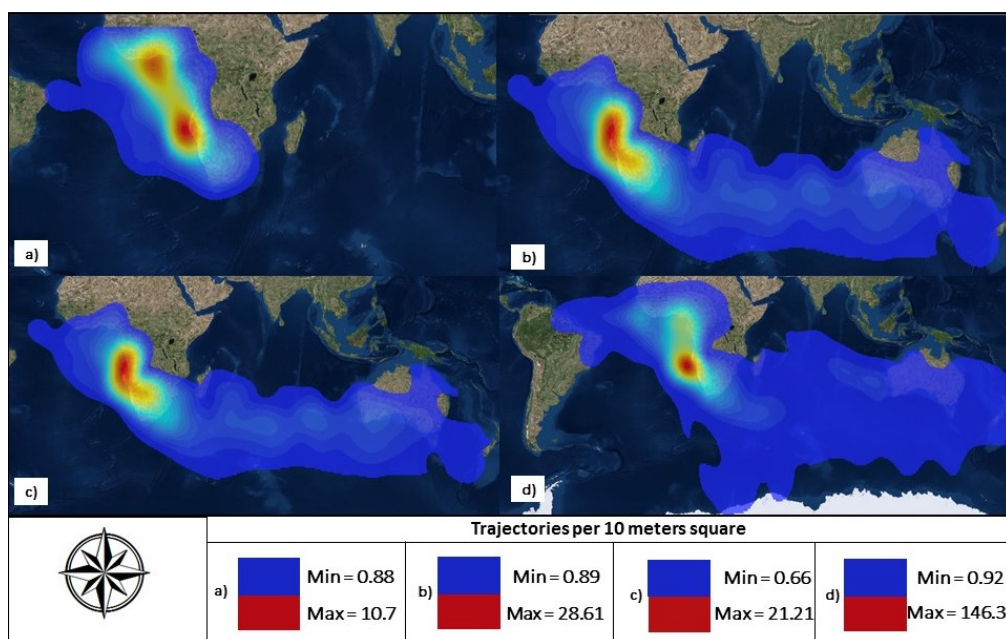 a)
b)
c)
d)
Trajectories per 10 meters square
a)
Min = 0.88
Max = 10.7
b)
Min = 0.89
Max = 28.61
c)
Min = 0.66
Max = 21.21
d)
Min = 0.92
Max = 146.3